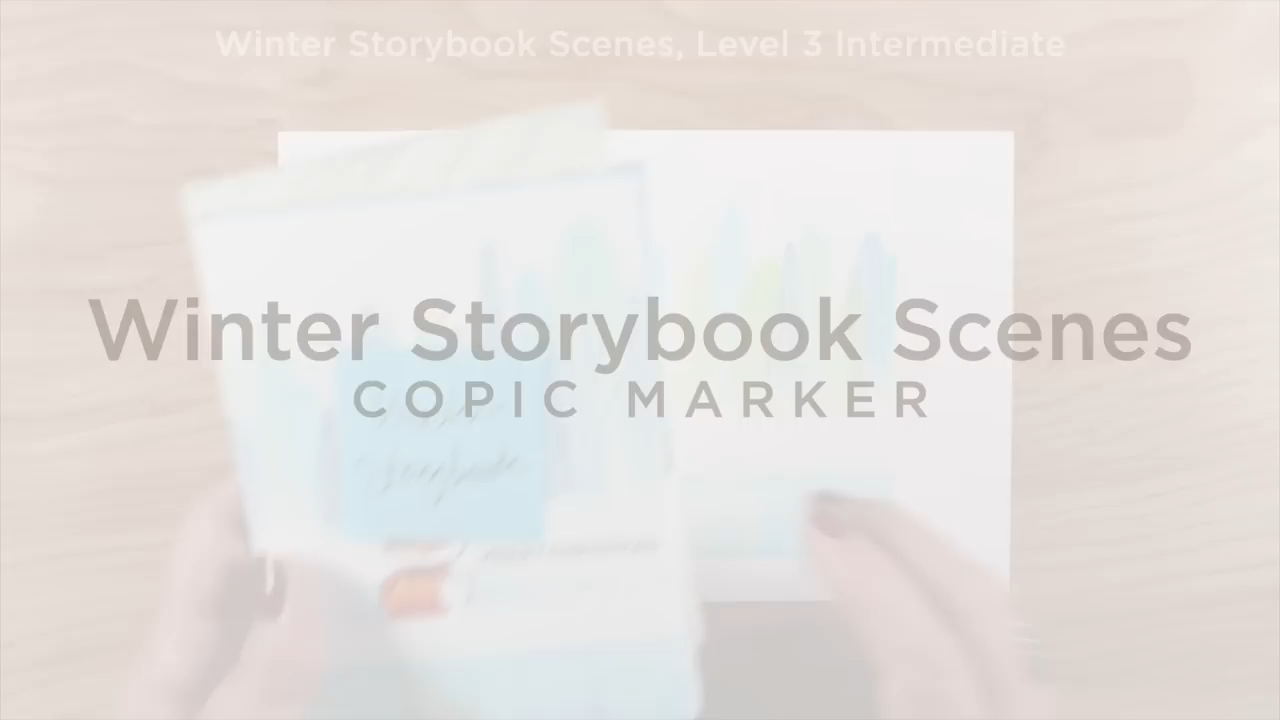 Winter Storybook Scenes, Level 3 Intermediate
Winter Storybook Scenes
COPIC MARKER